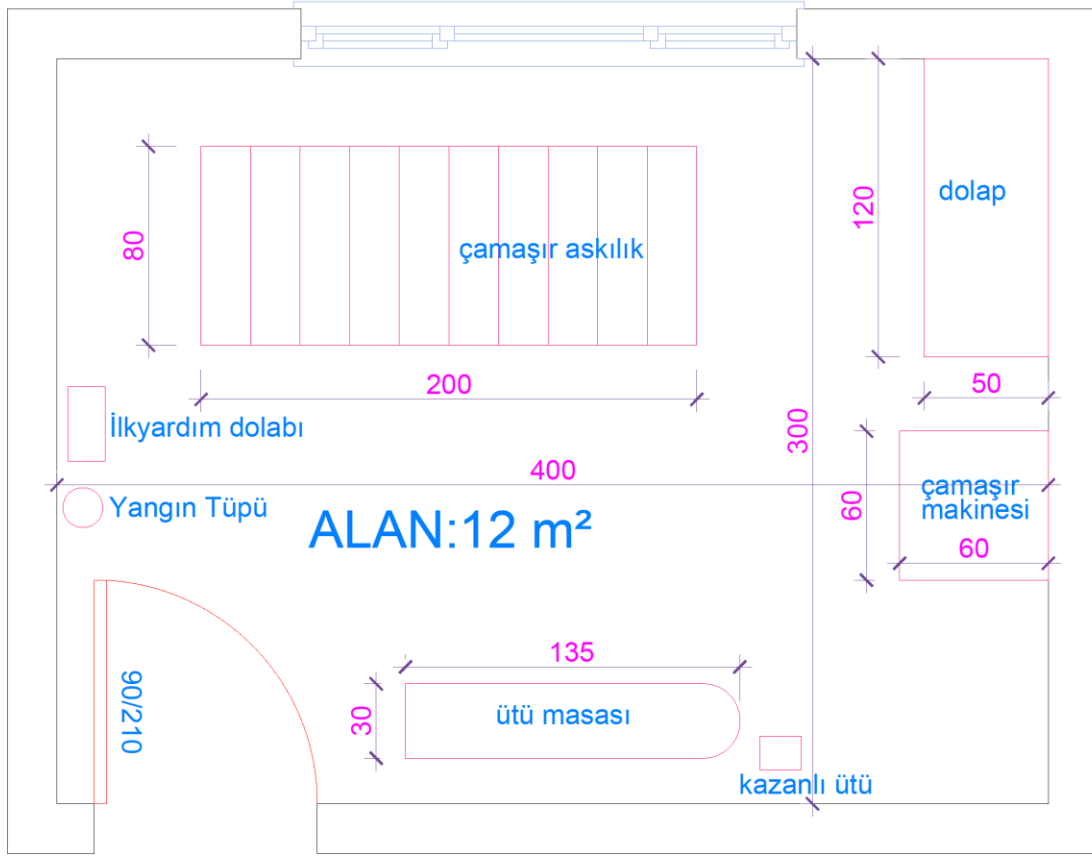 80
çamaşır askılık
120
dolap
200
50
İlkyardım dolabı
300
400
Yangın Tüpü
ALAN:12 m²
60
çamaşır
makinesi
60
90/210
135
30
ütü masası
kazanlı ütü